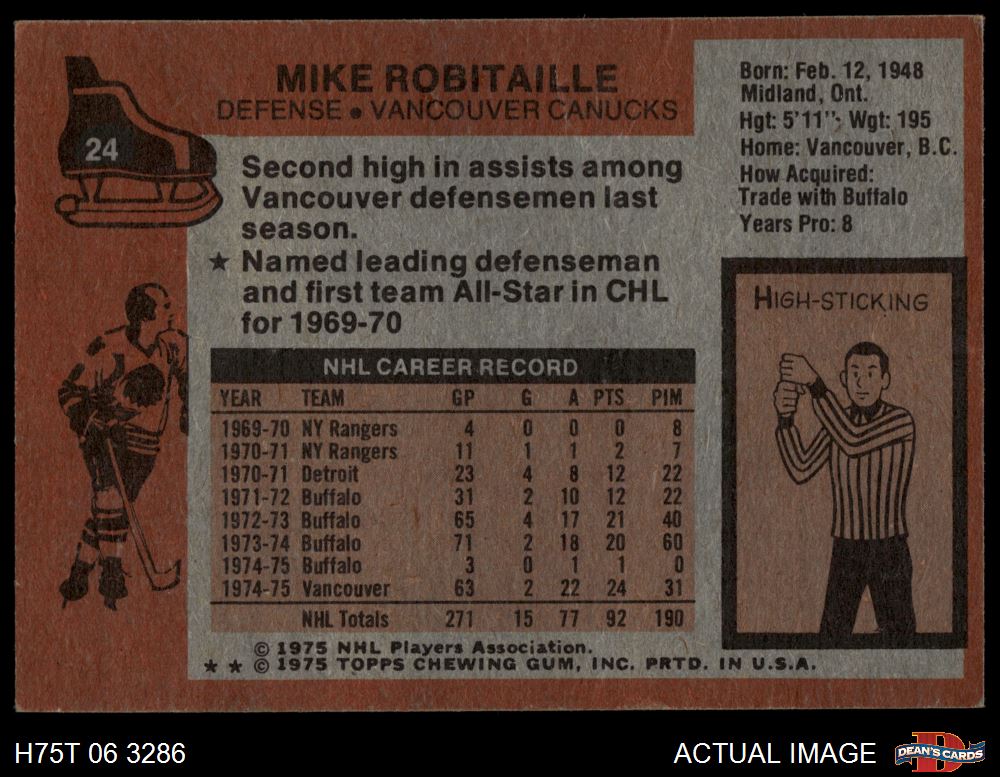 24
MIKE ROBITAILLE
DEFENSE • VANCOUVER CANUCKS
Second high in assists among
Vancouver defensemen last
season.
★ Named leading defenseman
and first team All-Star in CHL
for 1969-70
Born: Feb. 12, 1948
Midland, Ont.
Hgt: 5'11": Wgt: 195
Home: Vancouver, B.C.
How Acquired:
Trade with Buffalo
Years Pro: 8
HIGH-STICKING
NHL CAREER RECORD
YEAR TEAM GP G A PTS PIM
1969-70 NY Rangers 4 0 0 0 8
1970-71 NY Rangers 11 1 1 2 7
1970-71 Detroit 23 4 8 12 22
1971-72 Buffalo 31 2 10 12 22
1972-73 Buffalo 65 4 17 21 40
1973-74 Buffalo 71 2 18 20 60
1974-75 Buffalo 3 0 1 1 0
1974-75 Vancouver 63 2 22 24 31
NHL Totals 271 15 77 92 190
© 1975 NHL Players Association.
★ ★ © 1975 TOPPS CHEWING GUM, INC. PRTD. IN U.S.A.
H75T 06 3286
ACTUAL IMAGE
D
DEAN'S CARDS